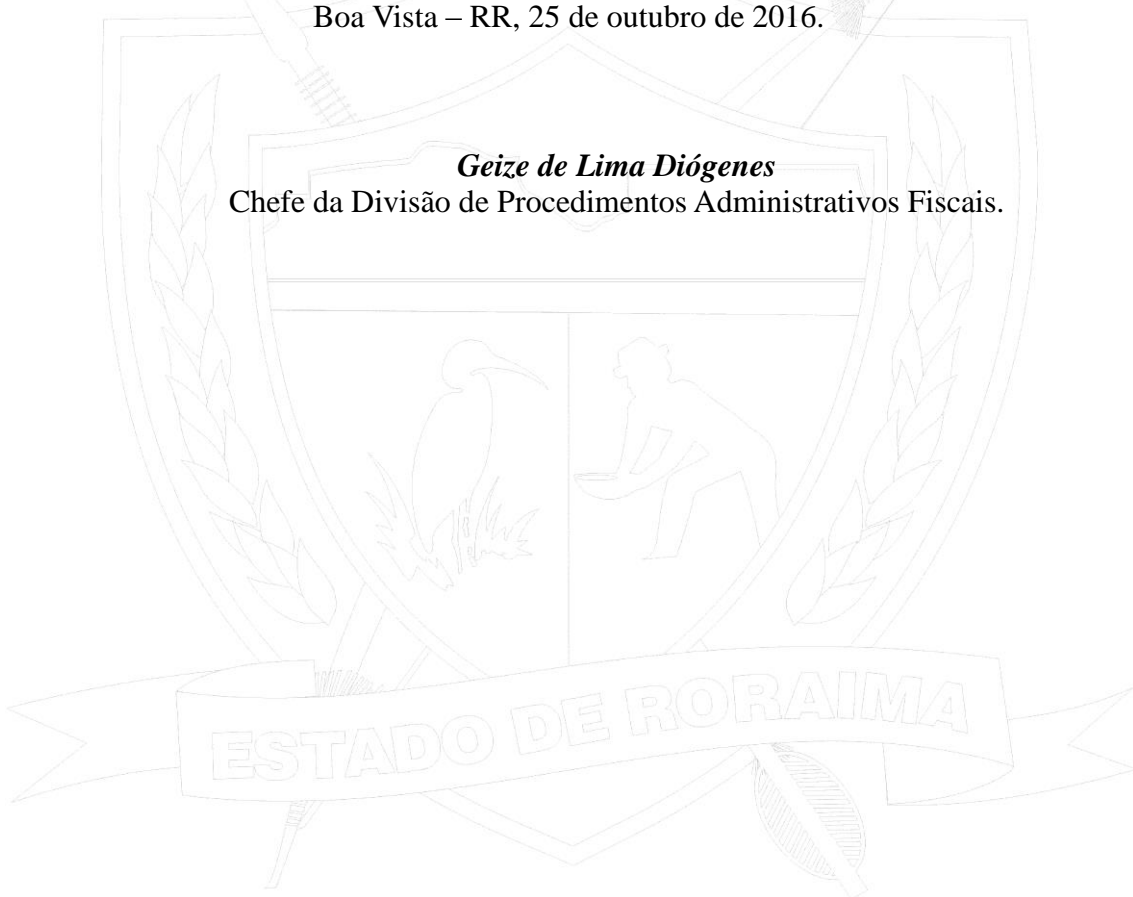 Boa Vista – RR, 25 de outubro de 2016.
Geize de Lima Diógenes
Chefe da Divisão de Procedimentos Administrativos Fiscais.
ESTADO DE RORAIMA